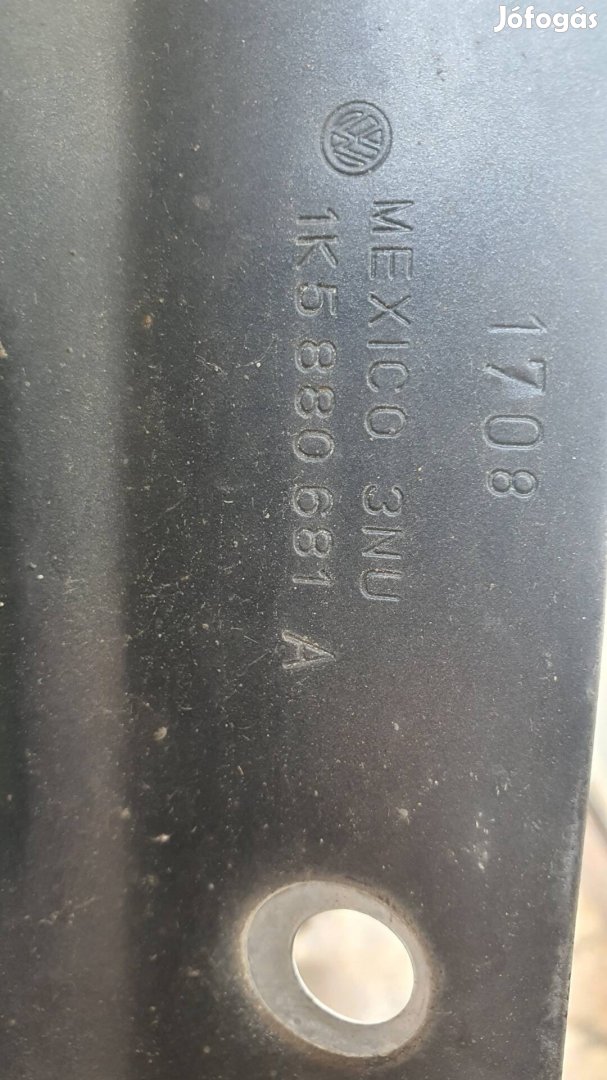 Jófogás
1708
MEXICO 3NU
1K5 880 681 A